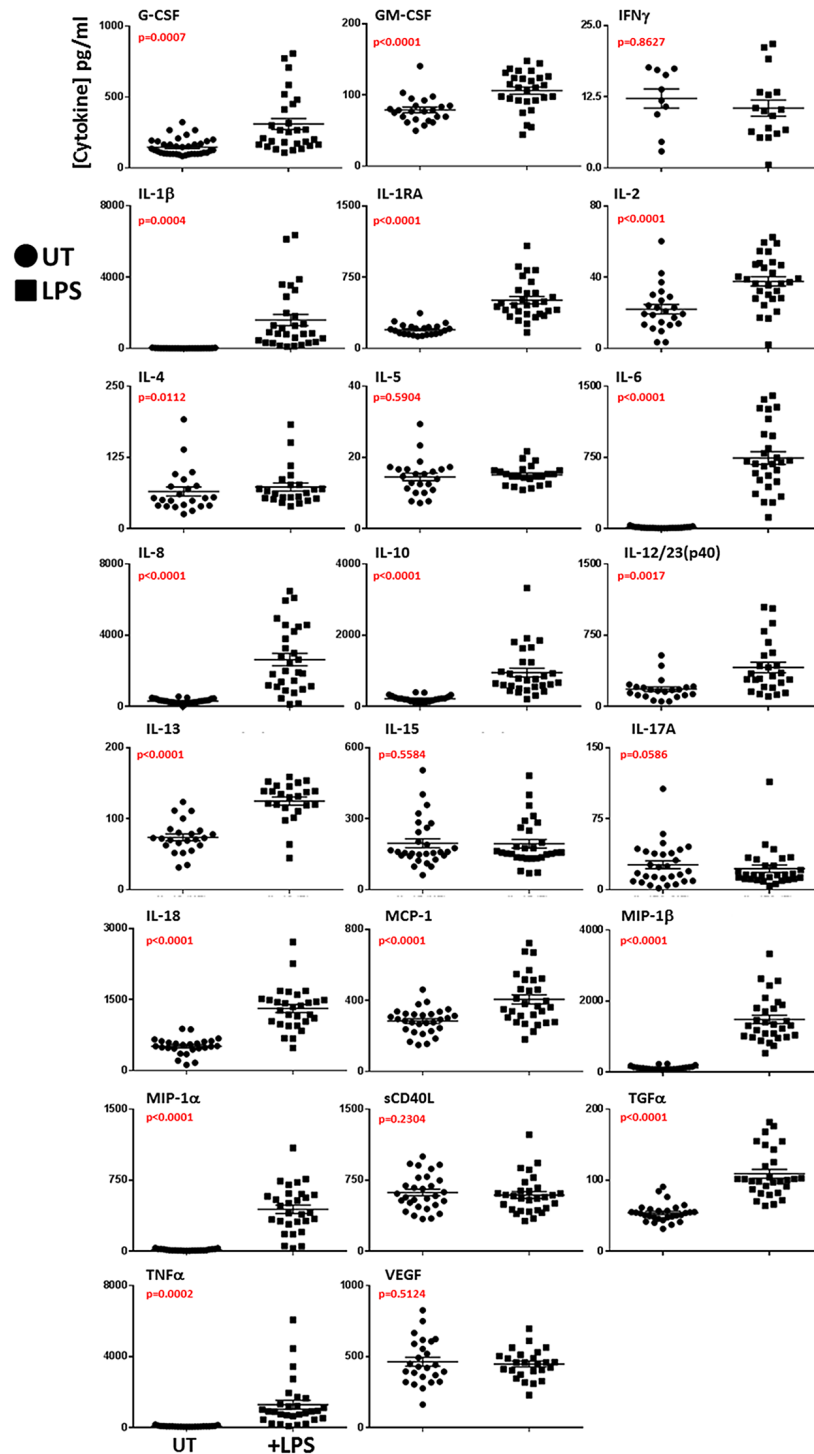 G-CSF
p=0.0007
1000
500
0
[Cytokine] pg/ml
GM-CSF
p<0.0001
200
100
0
IFNγ
p=0.8627
25.0
12.5
0.0
UT
LPS
IL-1β
p=0.0004
8000
4000
0
IL-1RA
p<0.0001
1500
750
0
IL-2
p<0.0001
80
40
0
IL-4
p=0.0112
250
125
0
IL-5
p=0.5904
40
20
0
IL-6
p<0.0001
1500
750
0
IL-8
p<0.0001
8000
4000
0
IL-10
p<0.0001
4000
2000
0
IL-12/23(p40)
p=0.0017
1500
750
0
IL-13
p<0.0001
200
100
0
IL-15
p=0.5584
600
300
0
IL-17A
p=0.0586
150
75
0
IL-18
p<0.0001
3000
1500
0
MCP-1
p<0.0001
800
400
0
MIP-1β
p<0.0001
4000
2000
0
MIP-1α
p<0.0001
1500
750
0
sCD40L
p=0.2304
1500
750
0
TGFα
p<0.0001
200
100
0
TNFα
p=0.0002
8000
4000
0
UT
+LPS
VEGF
p=0.5124
1000
500
0